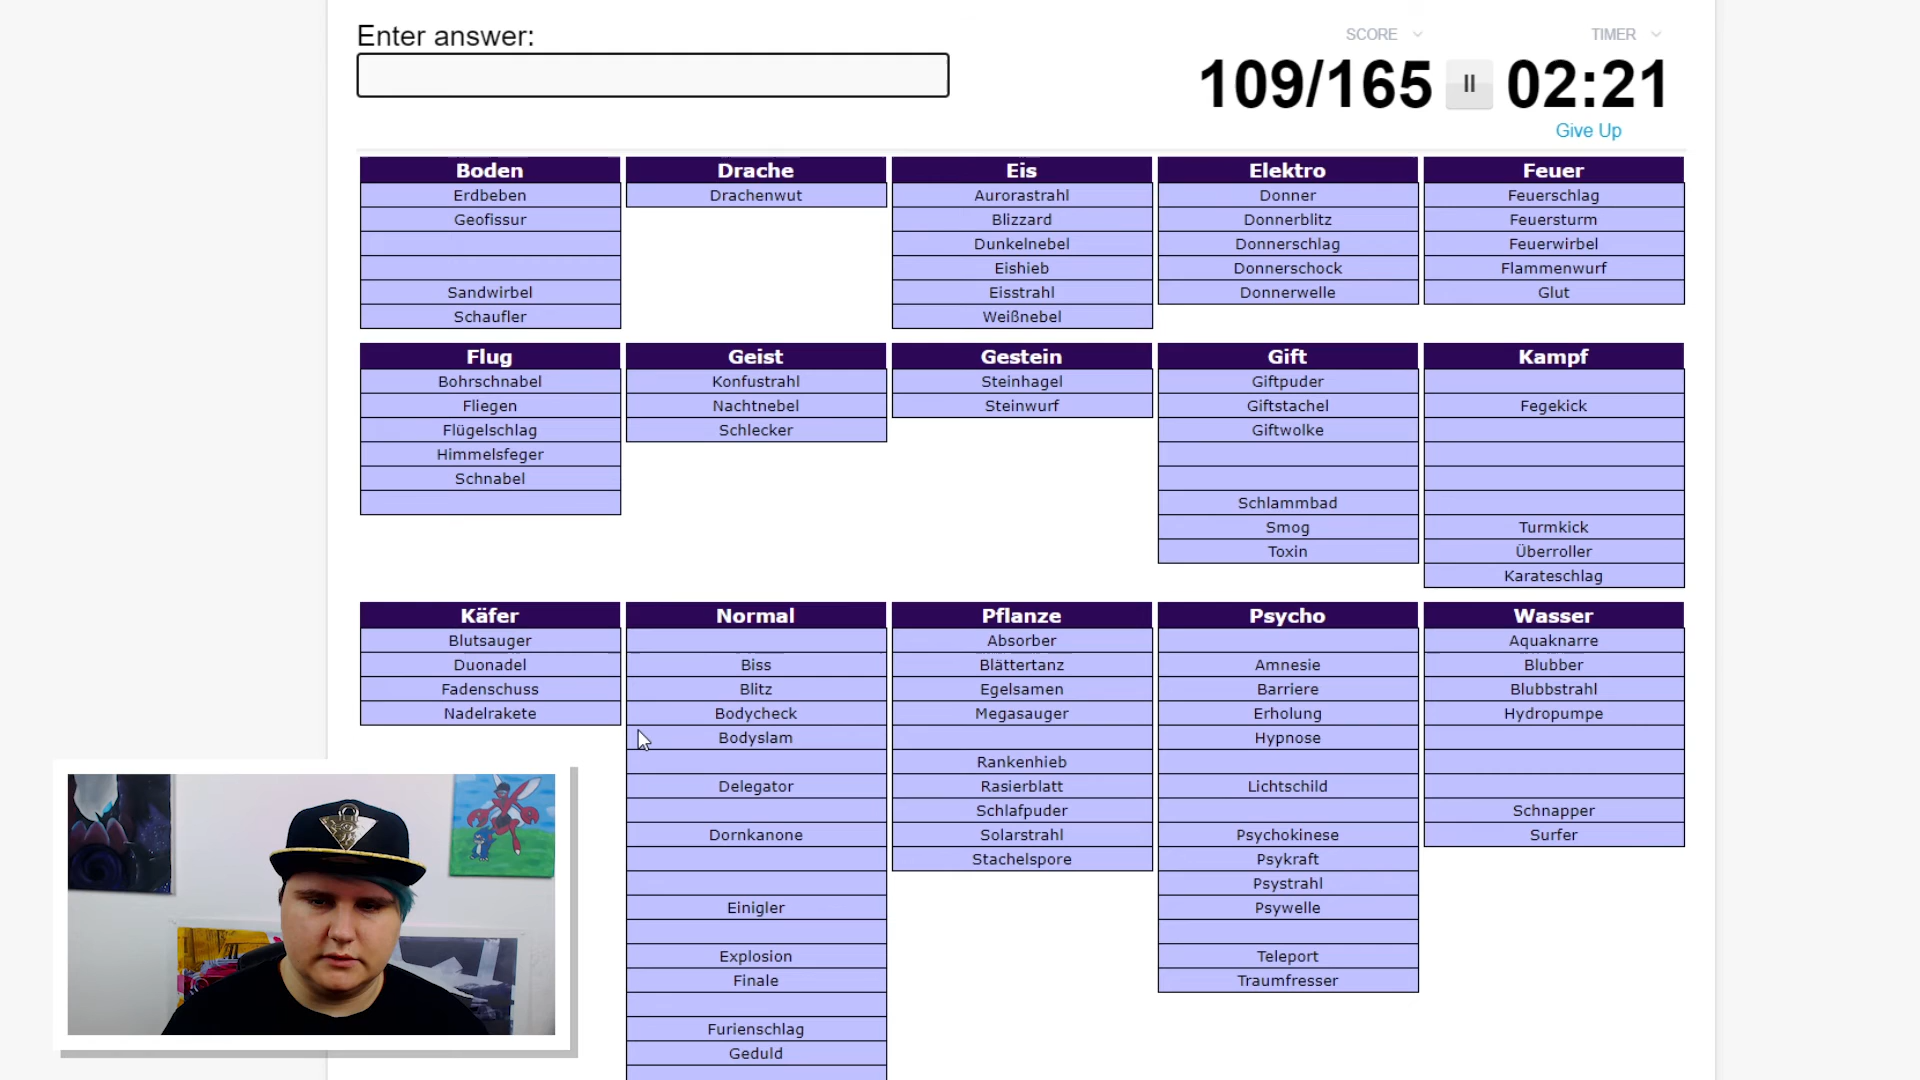 Enter answer:
SCORE
TIMER
109/165
02:21
Give Up
Boden
Erdbeben
Geofissur
Sandwirbel
Schaufler
Drache
Drachenwut
Eis
Aurorastrahl
Blizzard
Dunkelnebel
Eishieb
Eisstrahl
Weißnebel
Elektro
Donner
Donnerblitz
Donnerschlag
Donnerschock
Donnerwelle
Feuer
Feuerschlag
Feuersturm
Feuerwirbel
Flammenwurf
Glut
Flug
Bohrschnabel
Fliegen
Flügelschlag
Himmelsfeger
Schnabel
Geist
Konfustrahl
Nachtnebel
Schlecker
Gestein
Steinhagel
Steinwurf
Gift
Giftpuder
Giftstachel
Giftwolke
Schlammbad
Smog
Toxin
Kampf
Fegekick
Turmkick
Überroller
Karateschlag
Käfer
Blutsauger
Duonadel
Fadenschuss
Nadelrakete
Normal
Biss
Blitz
Bodycheck
Bodyslam
Delegator
Dornkanone
Einigler
Explosion
Finale
Furienschlag
Geduld
Pflanze
Absorber
Blättertanz
Egelsamen
Megasauger
Rankenhieb
Rasierblatt
Schlafpuder
Solarstrahl
Stachelspore
Psycho
Amnesie
Barriere
Erholung
Hypnose
Lichtschild
Psychokinese
Psykraft
Psystrahl
Psywelle
Teleport
Traumfresser
Wasser
Aquaknarre
Blubber
Blubbstrahl
Hydropumpe
Schnapper
Surfer